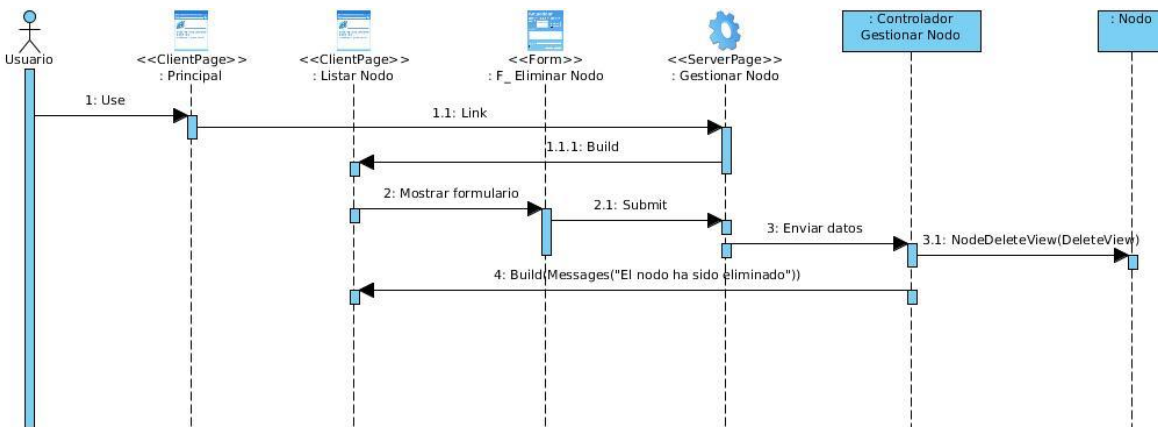 Usuario
<<ClientPage>>
: Principal
<<ClientPage>>
: Listar Nodo
<<Form>>
: F_ Eliminar Nodo
<<ServerPage>>
: Gestionar Nodo
: Controlador
Gestionar Nodo
: Nodo
1: Use
1.1: Link
1.1.1: Build
2: Mostrar formulario
2.1: Submit
3: Enviar datos
3.1: NodeDeleteView(DeleteView)
4: Build(Messages("El nodo ha sido eliminado"))